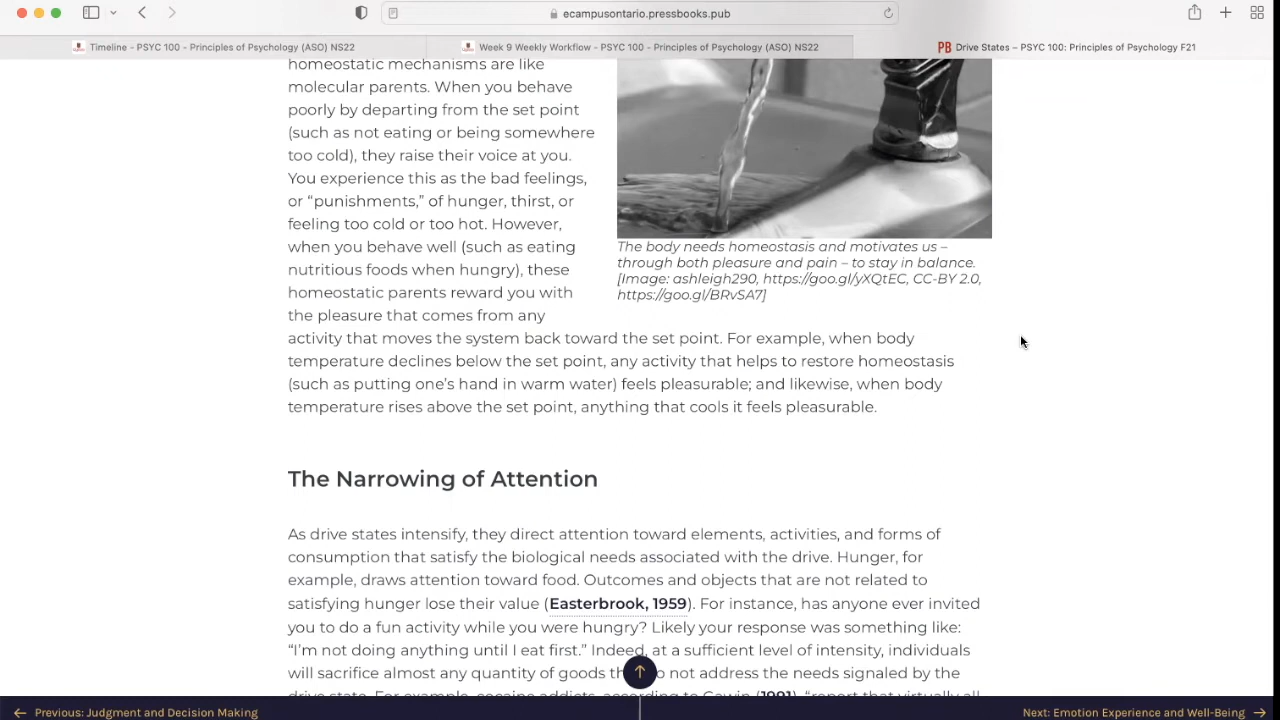 ecampusontario.pressbooks.pub
Timeline - PSYC 100 - Principles of Psychology (ASO) NS22
Week 9 Weekly Workflow - PSYC 100 - Principles of Psychology (ASO) NS22
PB Drive States – PSYC 100: Principles of Psychology F21
homeostatic mechanisms are like
molecular parents. When you behave
poorly by departing from the set point
(such as not eating or being somewhere
too cold), they raise their voice at you.
You experience this as the bad feelings,
or “punishments,” of hunger, thirst, or
feeling too cold or too hot. However,
when you behave well (such as eating
nutritious foods when hungry), these
homeostatic parents reward you with
the pleasure that comes from any
activity that moves the system back toward the set point. For example, when body
temperature declines below the set point, any activity that helps to restore homeostasis
(such as putting one’s hand in warm water) feels pleasurable; and likewise, when body
temperature rises above the set point, anything that cools it feels pleasurable.
The body needs homeostasis and motivates us –
through both pleasure and pain – to stay in balance.
[Image: ashleigh290, https://goo.gl/yXQtEC, CC-BY 2.0,
https://goo.gl/BRvSA7]
The Narrowing of Attention
As drive states intensify, they direct attention toward elements, activities, and forms of
consumption that satisfy the biological needs associated with the drive. Hunger, for
example, draws attention toward food. Outcomes and objects that are not related to
satisfying hunger lose their value (Easterbrook, 1959). For instance, has anyone ever invited
you to do a fun activity while you were hungry? Likely your response was something like:
“I’m not doing anything until I eat first.” Indeed, at a sufficient level of intensity, individuals
will sacrifice almost any quantity of goods th o not address the needs signaled by the
drive state. For example, cocaine addicts, according to Gawin (1991), “report that virtually all
← Previous: Judgment and Decision Making
Next: Emotion Experience and Well-Being →